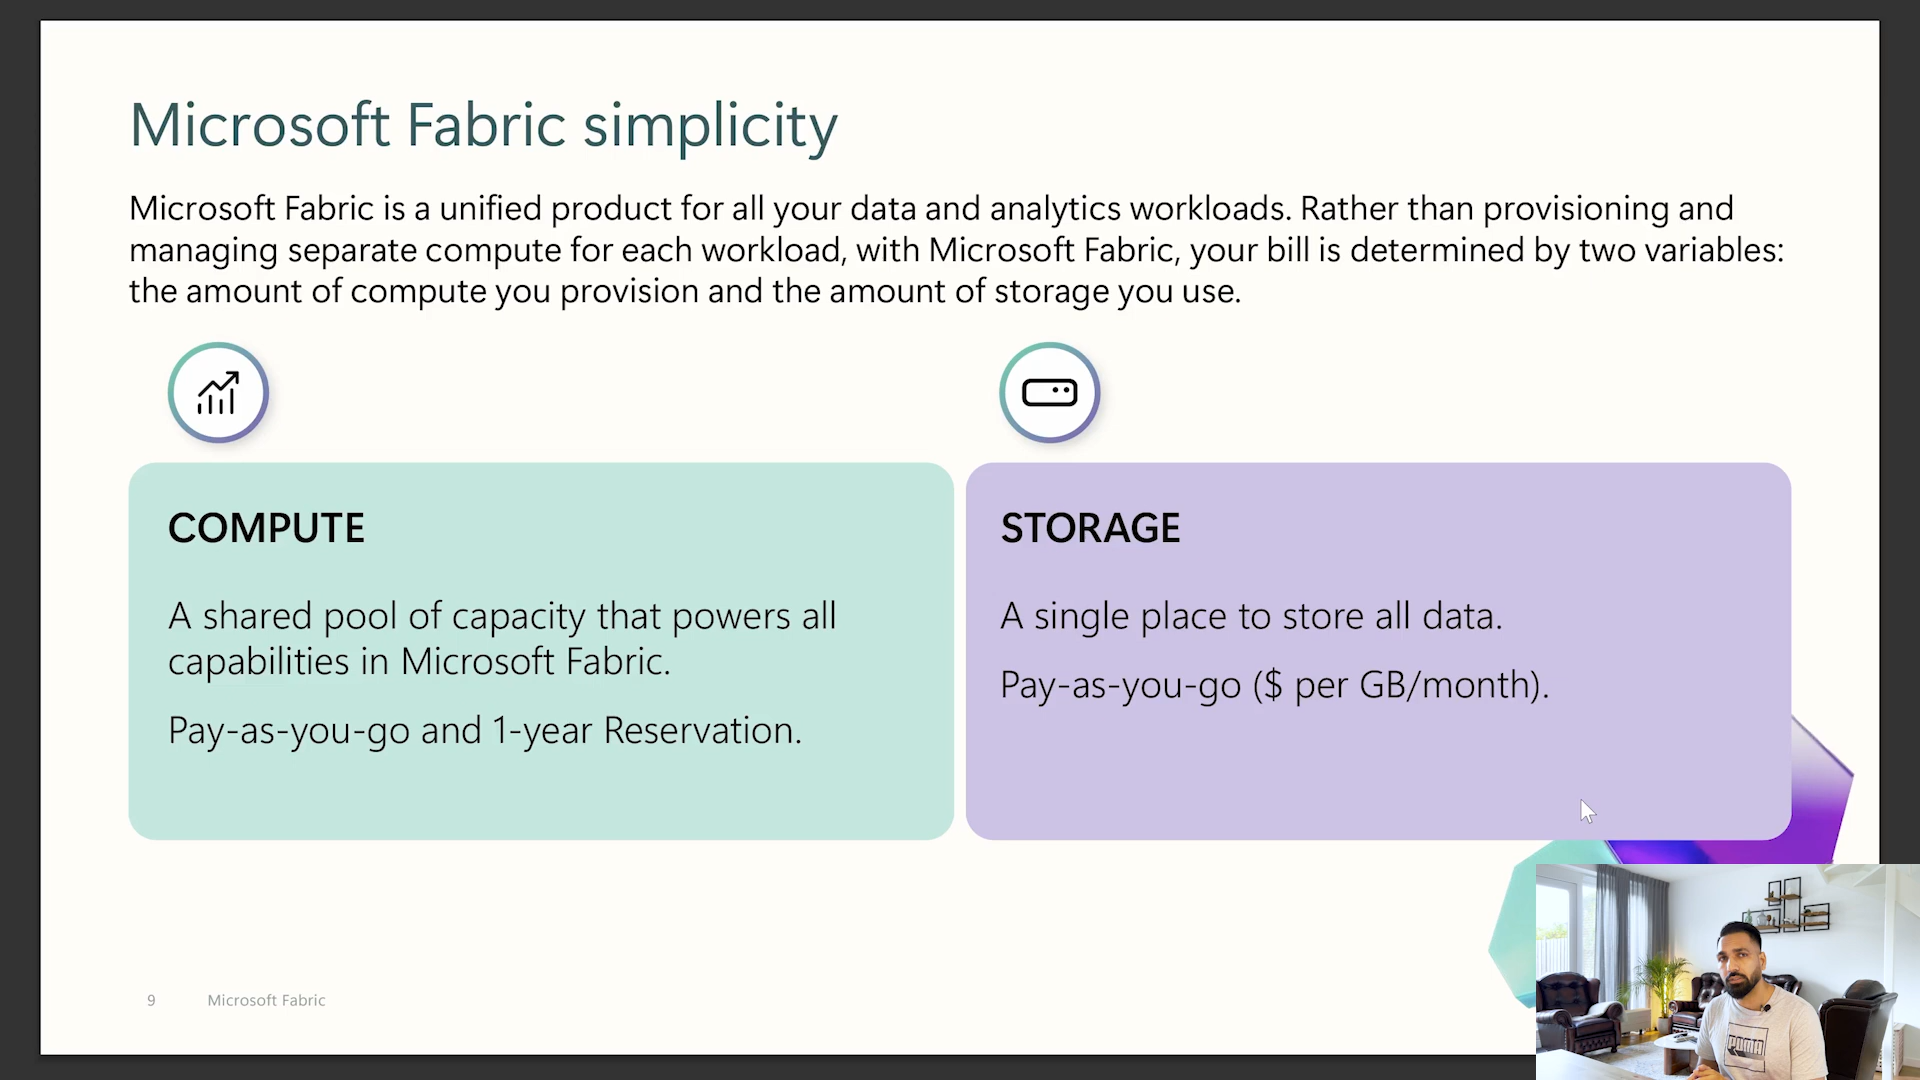 Microsoft Fabric simplicity
Microsoft Fabric is a unified product for all your data and analytics workloads. Rather than provisioning and
managing separate compute for each workload, with Microsoft Fabric, your bill is determined by two variables:
the amount of compute you provision and the amount of storage you use.
COMPUTE
A shared pool of capacity that powers all
capabilities in Microsoft Fabric.
Pay-as-you-go and 1-year Reservation.
STORAGE
A single place to store all data.
Pay-as-you-go ($ per GB/month).
9
Microsoft Fabric
PUMA